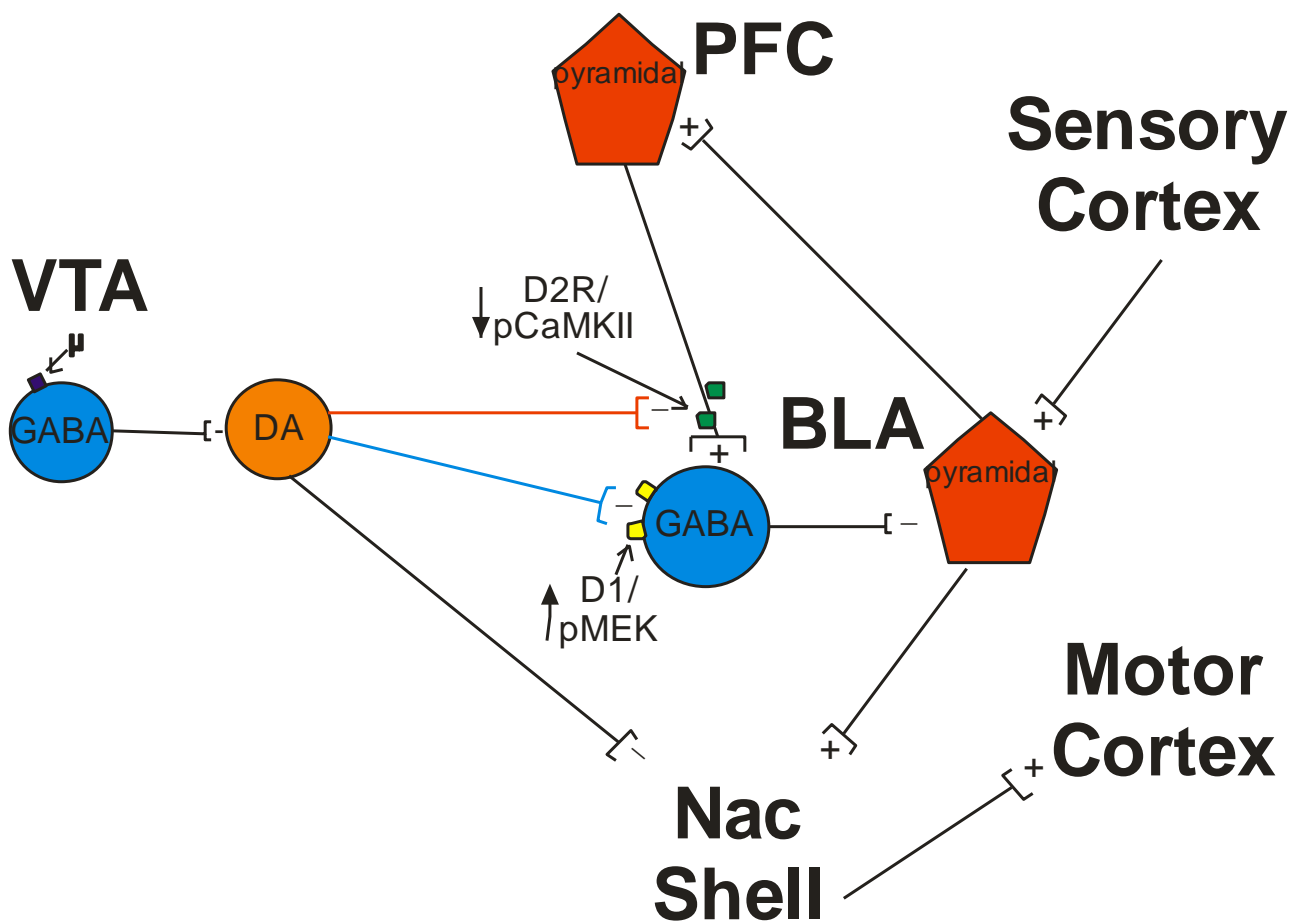 PFC
pyramidal
+
Sensory
Cortex
VTA
μ
D2R/
pCaMKII
GABA
-
DA
–
+
BLA
+
pyramidal
–
GABA
–
D1/
pMEK
Motor
Cortex
+
–
+
Nac
Shell